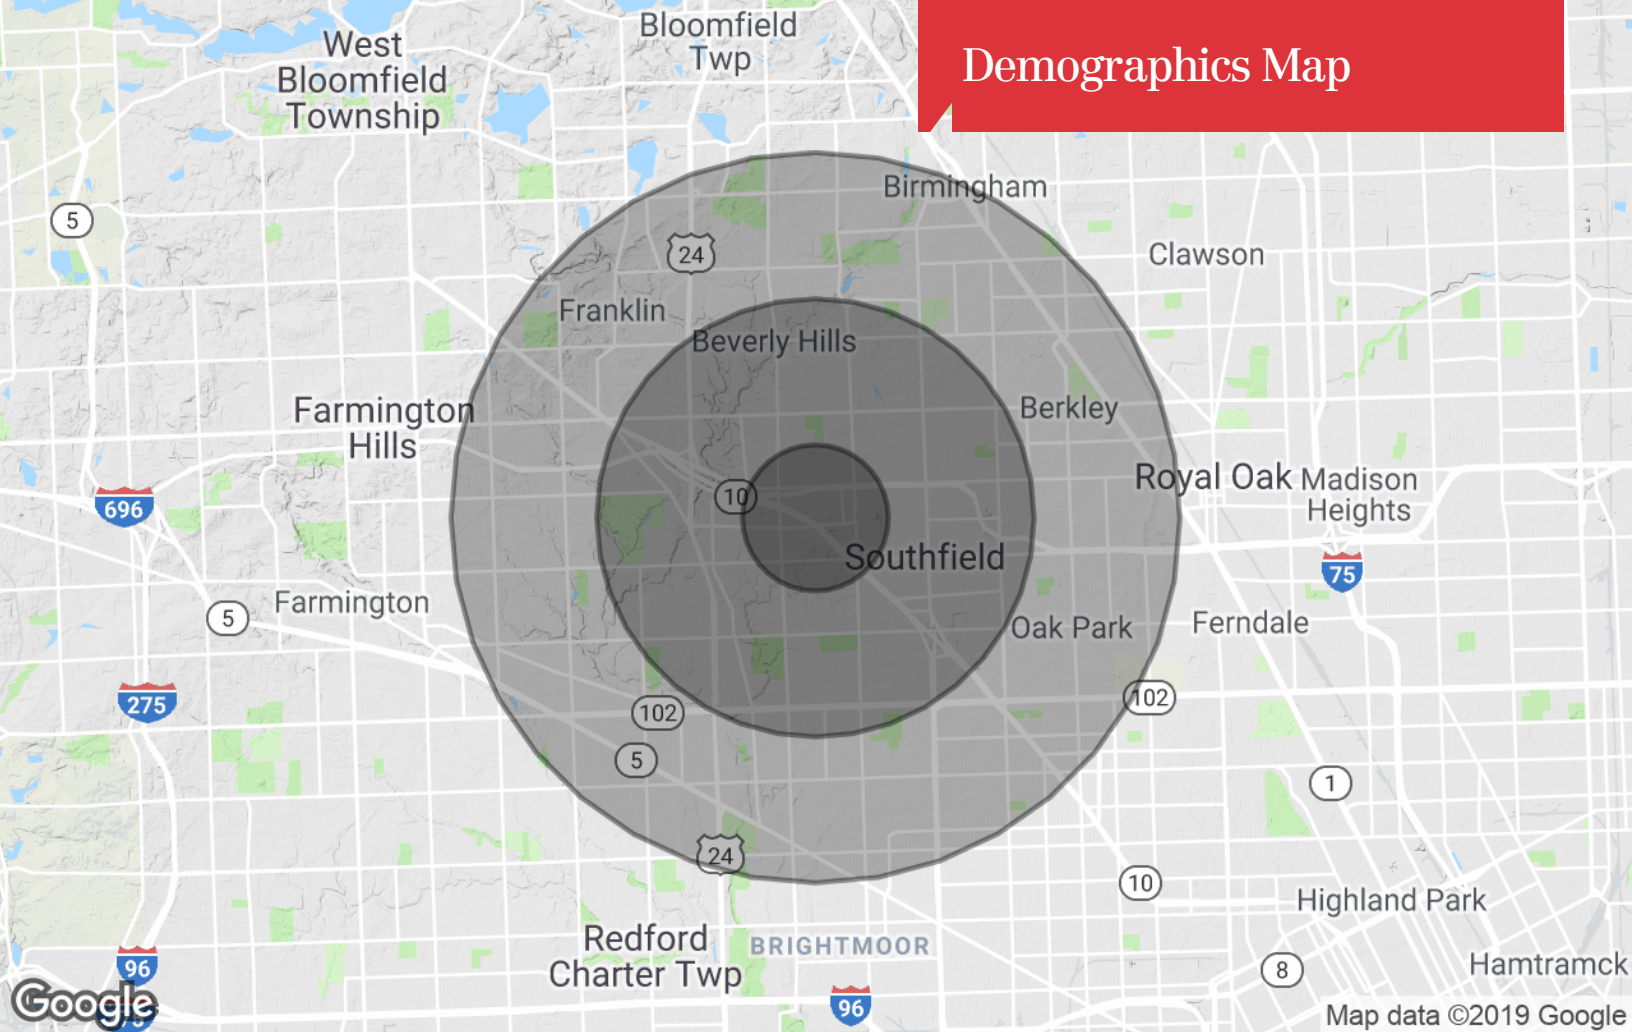 Demographics Map
Bloomfield
Twp
West
Bloomfield
Township
Birmingham
5
24
Clawson
Franklin
Beverly Hills
Farmington
Hills
Berkley
Royal Oak
Madison
Heights
696
10
Southfield
75
Farmington
5
Oak Park
Ferndale
275
102
102
5
1
24
10
Highland Park
Redford
Charter Twp
BRIGHTMOOR
96
8
Hamtramck
Google
96
Map data ©2019 Google